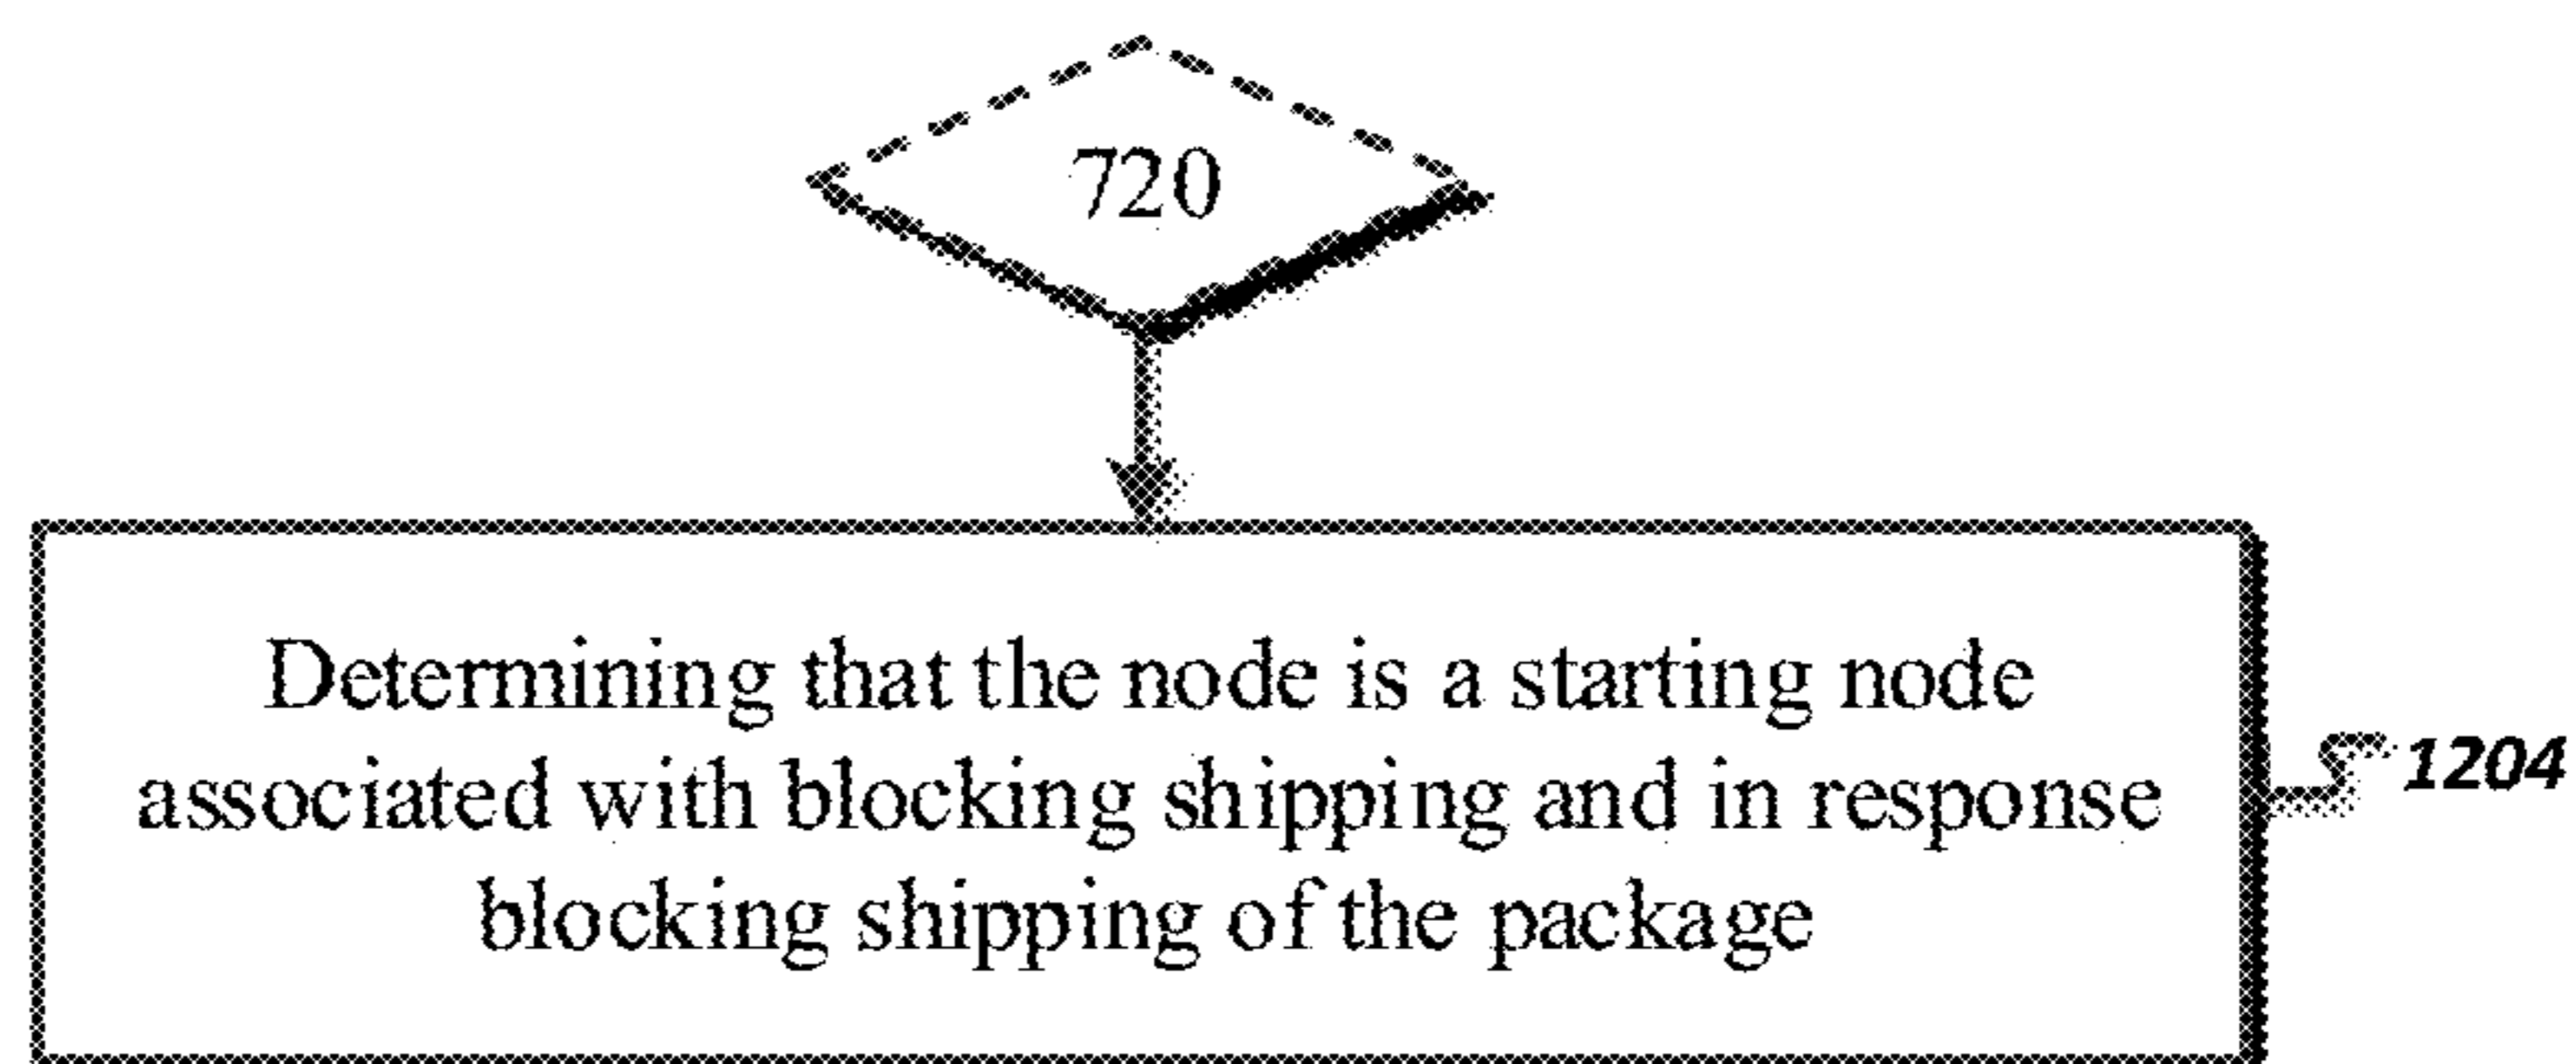 720
Determining that the node is a starting node
associated with blocking shipping and in response
blocking shipping of the package
1204